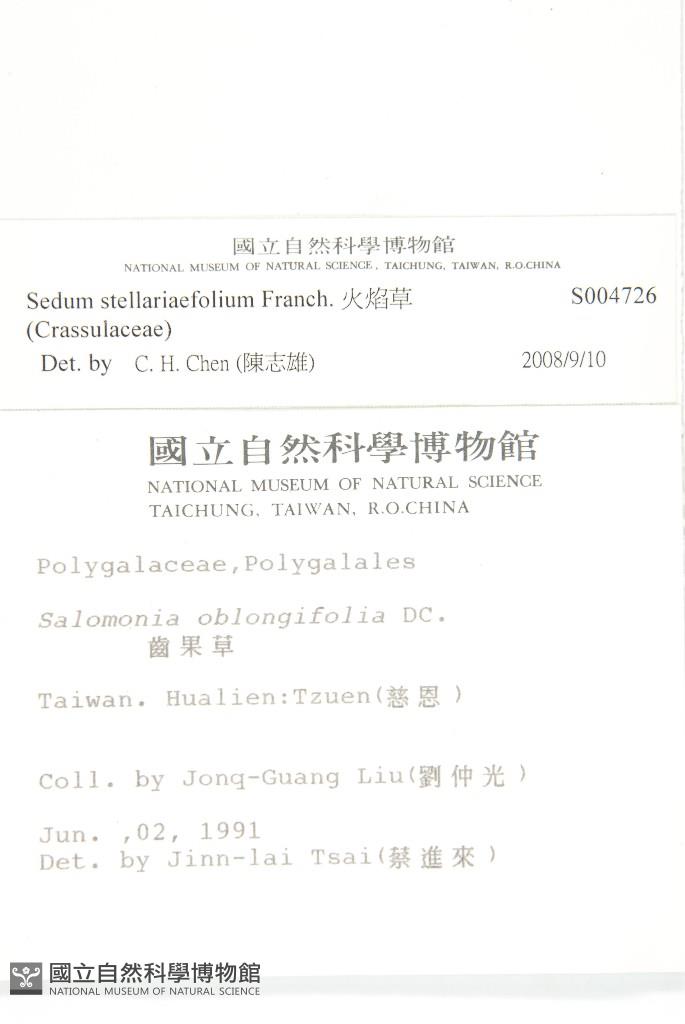 國立自然科學博物館
NATIONAL MUSEUM OF NATURAL SCIENCE, TAICHUNG, TAIWAN, R.O.CHINA
Sedum stellariaefolium Franch. 火焰草 S004726
(Crassulaceae)
Det. by C. H. Chen (陳志雄) 2008/9/10
國立自然科學博物館
NATIONAL MUSEUM OF NATURAL SCIENCE
TAICHUNG, TAIWAN, R.O.CHINA
Polygalaceae,Polygalales
Salomonia oblongifolia DC.
齒果草
Taiwan. Hualien:Tzuen(慈恩)
Coll. by Jonq-Guang Liu(劉仲光)
Jun. ,02, 1991
Det. by Jinn-lai Tsai(蔡進來)
國立自然科學博物館
NATIONAL MUSEUM OF NATURAL SCIENCE